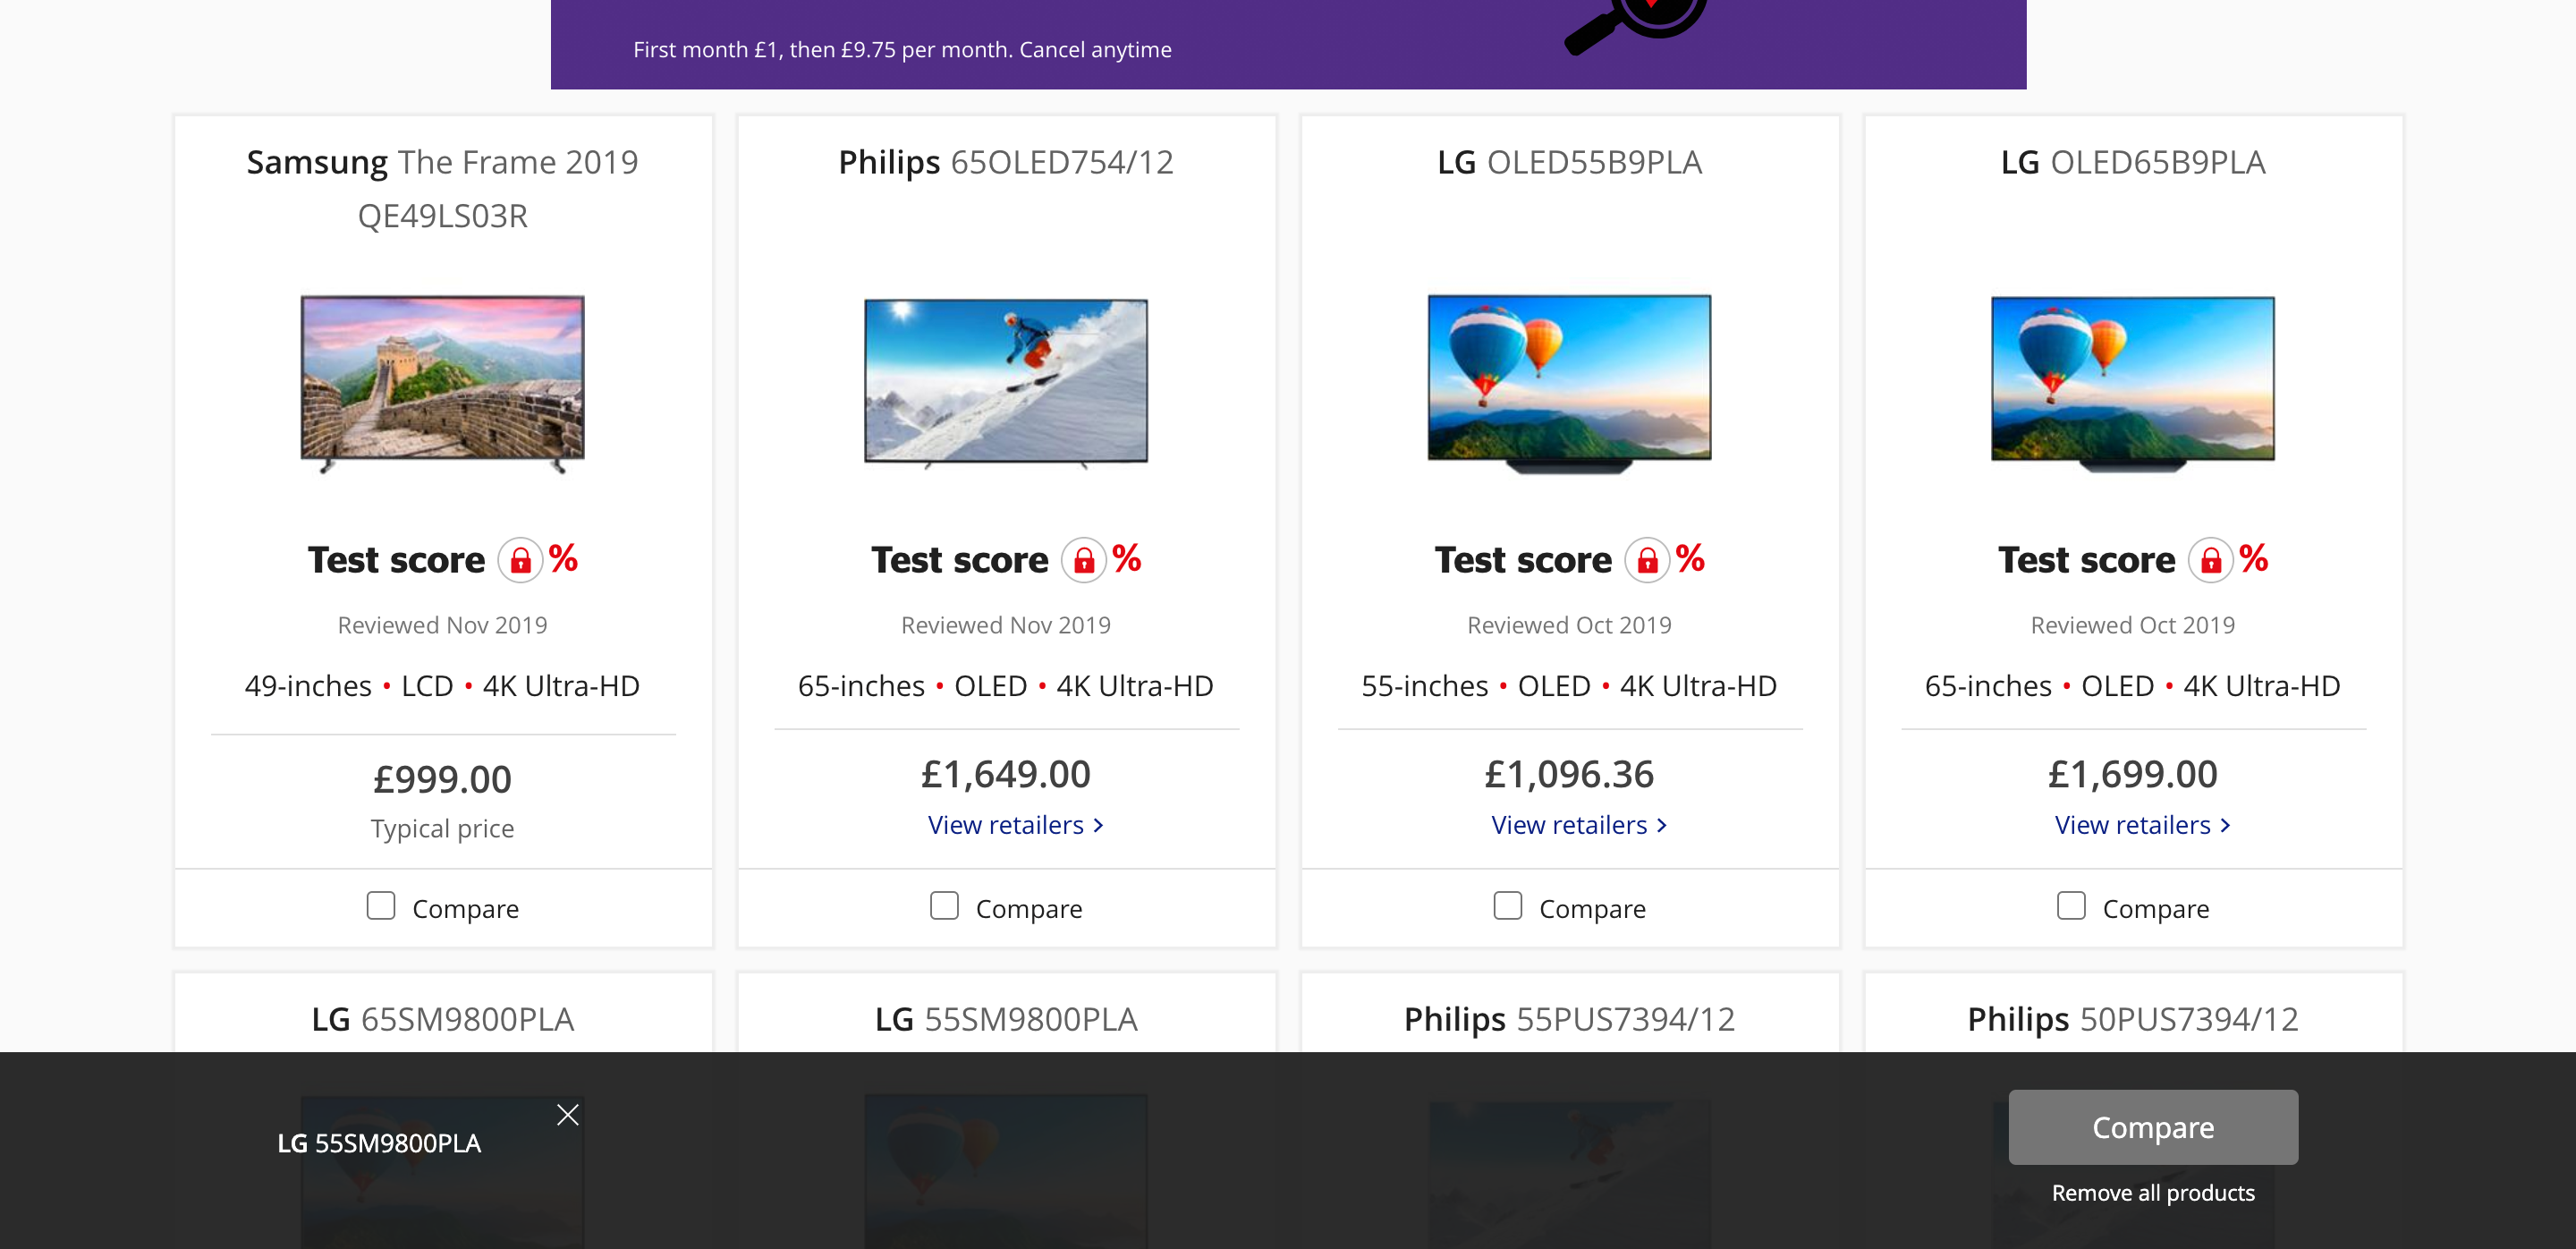 First month £1, then £9.75 per month. Cancel anytime
Samsung The Frame 2019
QE49LS03R
Test score %
Reviewed Nov 2019
49-inches • LCD • 4K Ultra-HD
£999.00
Typical price
Compare
Philips 65OLED754/12
Test score %
Reviewed Nov 2019
65-inches • OLED • 4K Ultra-HD
£1,649.00
View retailers
Compare
LG OLED55B9PLA
Test score %
Reviewed Oct 2019
55-inches • OLED • 4K Ultra-HD
£1,096.36
View retailers
Compare
LG OLED65B9PLA
Test score %
Reviewed Oct 2019
65-inches • OLED • 4K Ultra-HD
£1,699.00
View retailers
Compare
LG 65SM9800PLA
LG 55SM9800PLA
Philips 55PUS7394/12
Philips 50PUS7394/12
LG 55SM9800PLA
Compare
Remove all products